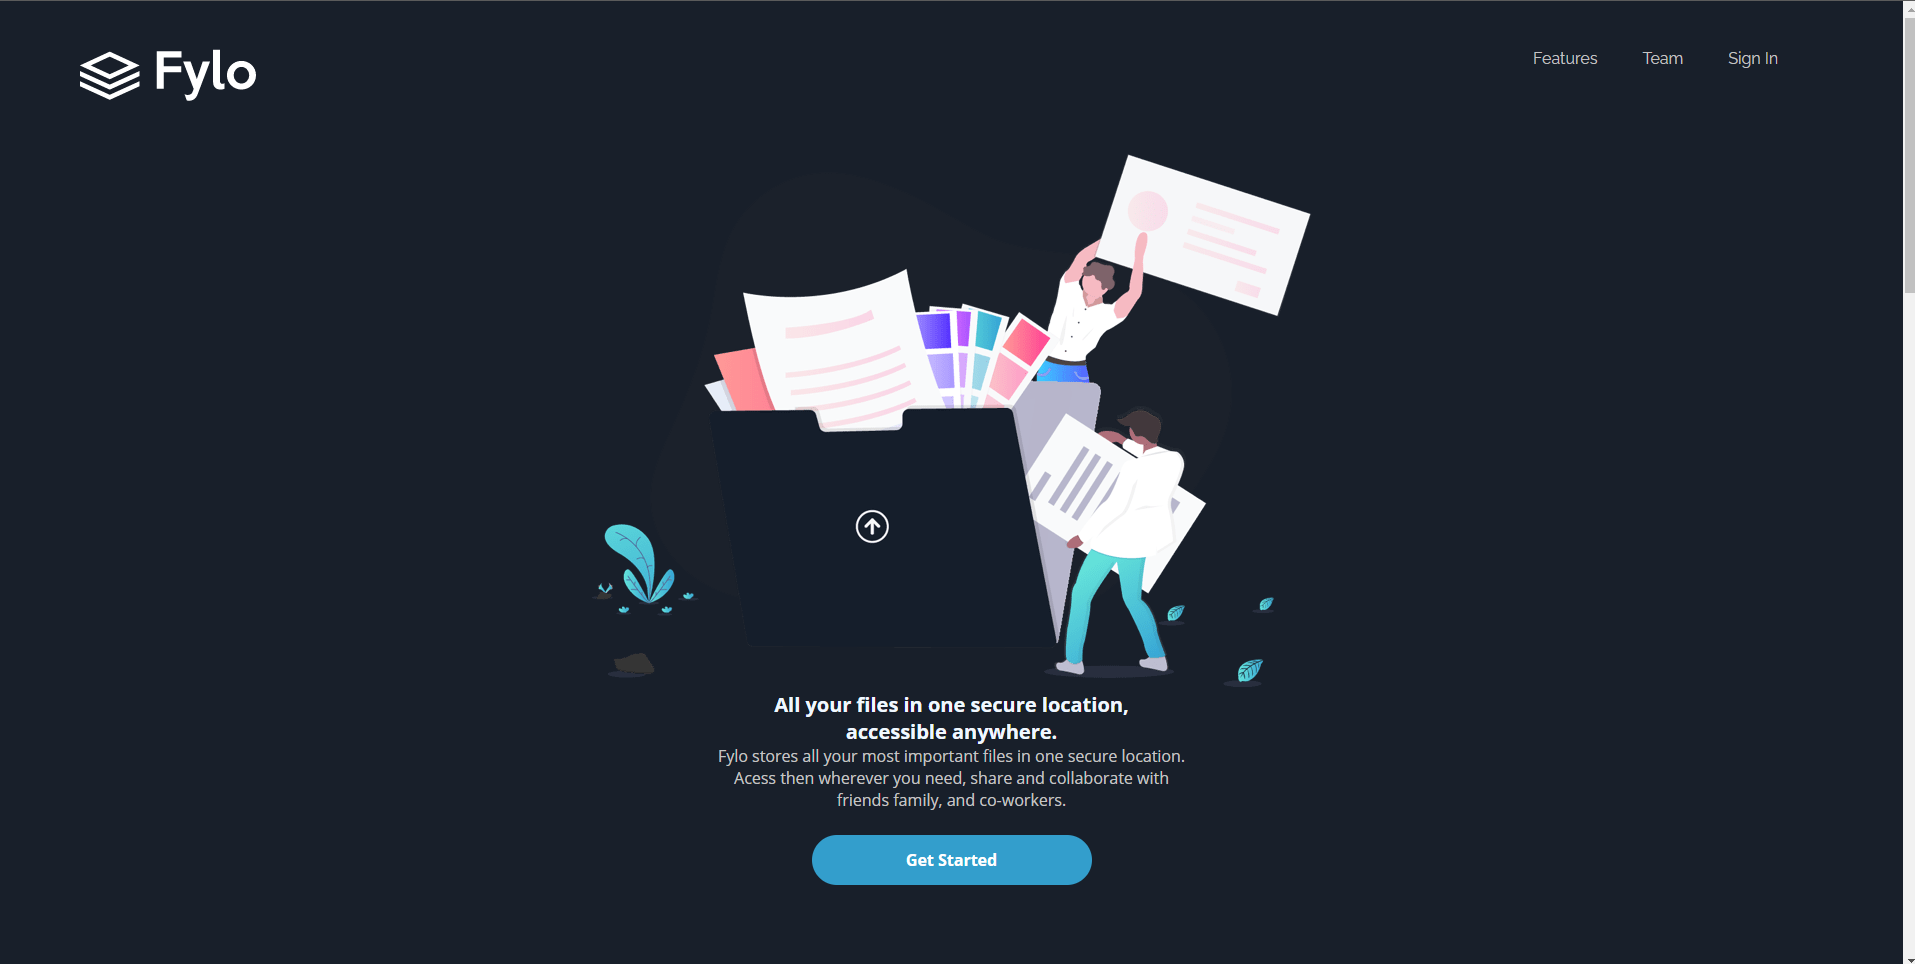 Fylo
Features
Team
Sign In
All your files in one secure location,
accessible anywhere.
Fylo stores all your most important files in one secure location.
Acess then wherever you need, share and collaborate with
friends family, and co-workers.
Get Started